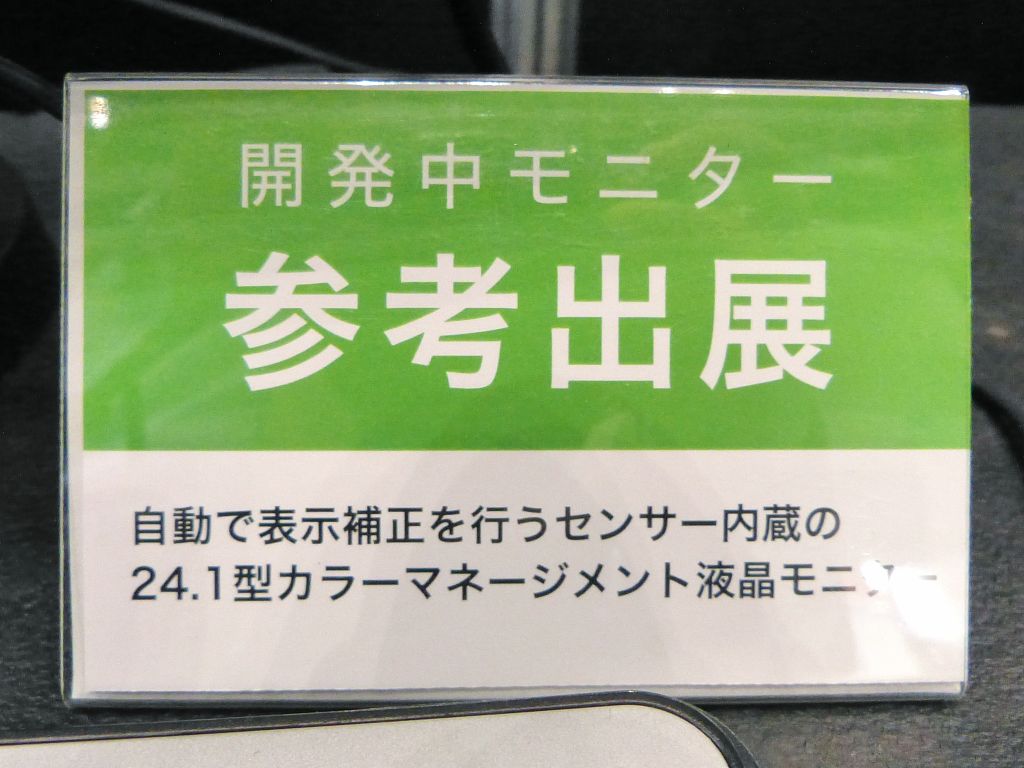 開発中モニター
参考出展
自動で表示補正を行うセンサー内蔵の
24.1型カラーマネージメント液晶モニター